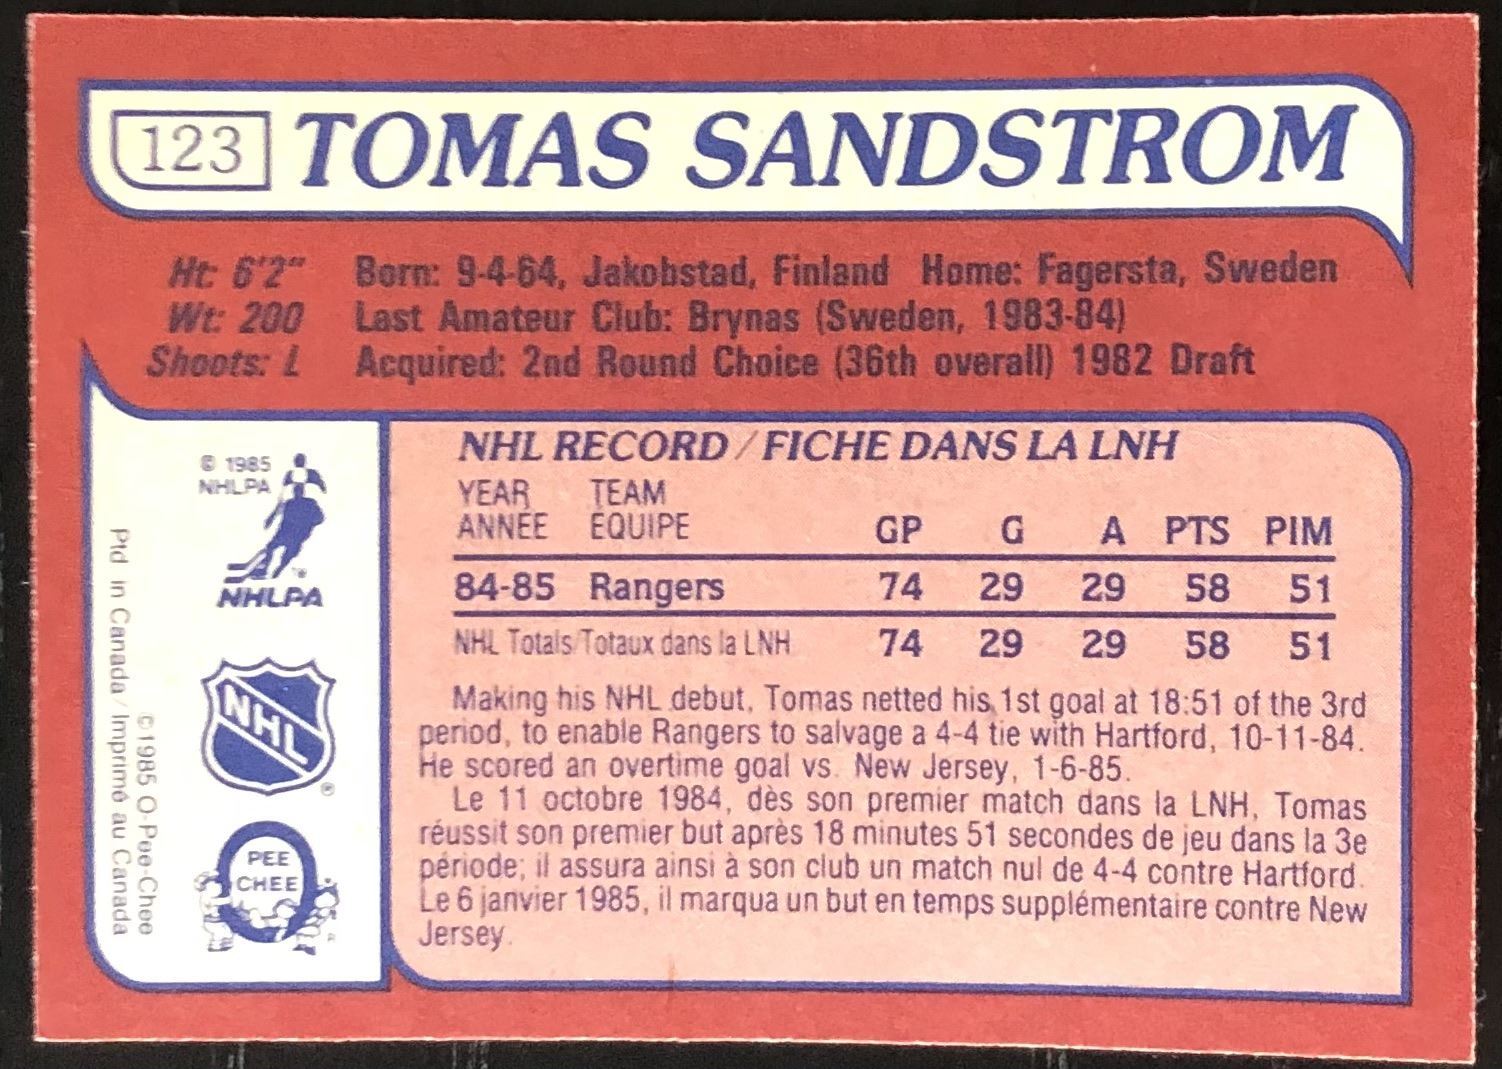 123 TOMAS SANDSTROM
Ht: 6'2" Born: 9-4-64, Jakobstad, Finland Home: Fagersta, Sweden
Wt: 200 Last Amateur Club: Brynas (Sweden, 1983-84)
Shoots: L Acquired: 2nd Round Choice (36th overall) 1982 Draft
© 1985
NHLPA
NHLPA
NHL
®
PEE
CHEE
©1985 O-Pee-Chee
Ptd in Canada / Imprimé au Canada
NHL RECORD / FICHE DANS LA LNH
YEAR TEAM
ANNÉE ÉQUIPE GP G A PTS PIM
84-85 Rangers 74 29 29 58 51
NHL Totals/Totaux dans la LNH 74 29 29 58 51
Making his NHL debut, Tomas netted his 1st goal at 18:51 of the 3rd
period, to enable Rangers to salvage a 4-4 tie with Hartford, 10-11-84.
He scored an overtime goal vs. New Jersey, 1-6-85.
Le 11 octobre 1984, dès son premier match dans la LNH, Tomas
réussit son premier but après 18 minutes 51 secondes de jeu dans la 3e
période; il assura ainsi à son club un match nul de 4-4 contre Hartford.
Le 6 janvier 1985, il marqua un but en temps supplémentaire contre New
Jersey.